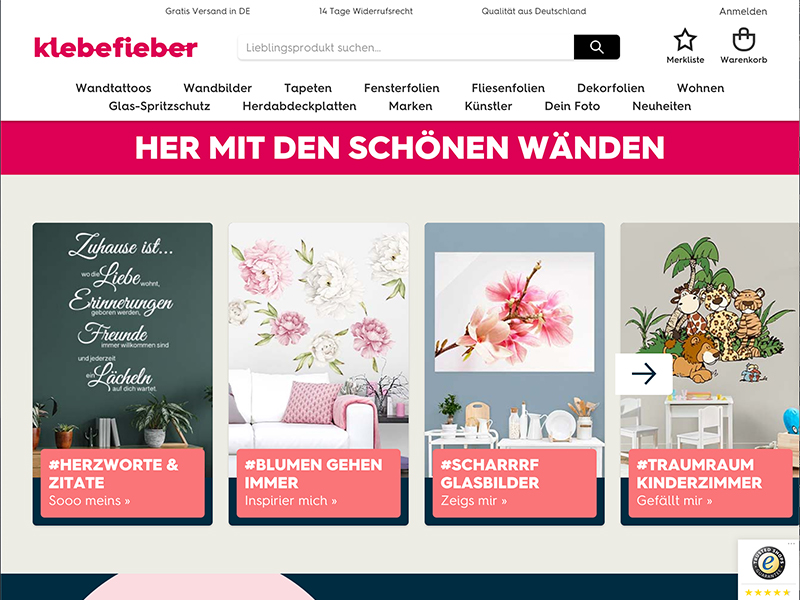 Gratis Versand in DE
14 Tage Widerrufsrecht
Qualität aus Deutschland
Anmelden
klebefieber
Lieblingsprodukt suchen...
Merkliste
Warenkorb
Wandtattoos Wandbilder Tapeten Fensterfolien Fliesenfolien Dekorfolien Wohnen
Glas-Spritzschutz Herdabdeckplatten Marken Künstler Dein Foto Neuheiten
HER MIT DEN SCHÖNEN WÄNDEN
Zuhause ist...
wo die Liebe wohnt,
Erinnerungen
geboren werden,
Freunde
immer willkommen sind
und jederzeit
ein Lächeln
auf dich wartet.
#HERZWORTE &
ZITATE
Sooo meins »
#BLUMEN GEHEN
IMMER
Inspirier mich »
#SCHARRRF
GLASBILDER
Zeigs mir »
#TRAUMRAUM
KINDERZIMMER
Gefällt mir »
TRUSTED SHOPS
GUARANTEE
e